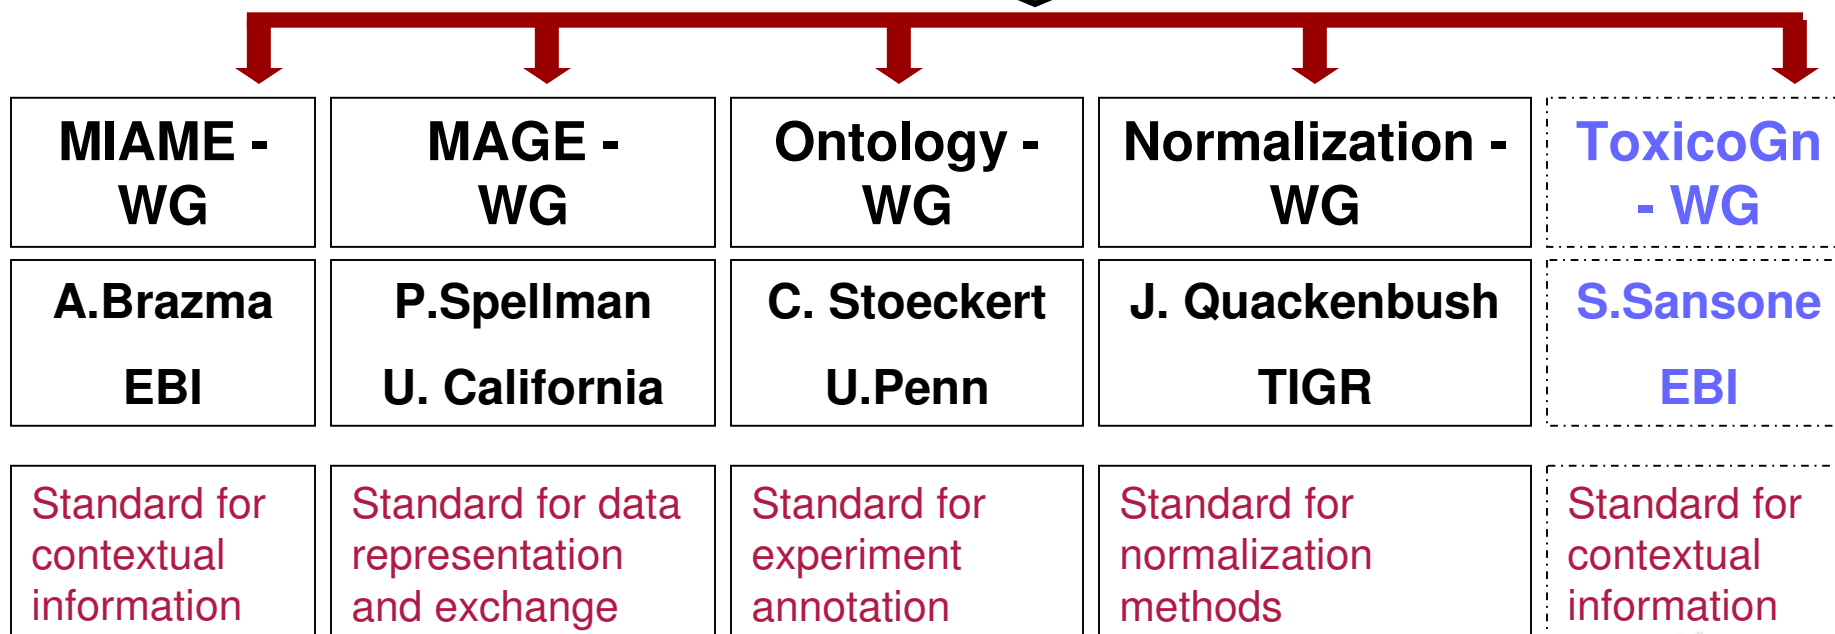 MIAME -
WG
MAGE -
WG
Ontology -
WG
Normalization -
WG
ToxicoGn
- WG
A.Brazma
EBI
P.Spellman
U. California
C. Stoeckert
U.Penn
J. Quackenbush
TIGR
S.Sansone
EBI
Standard for
contextual
information
Standard for data
representation
and exchange
Standard for
experiment
annotation
Standard for
normalization
methods
Standard for
contextual
information